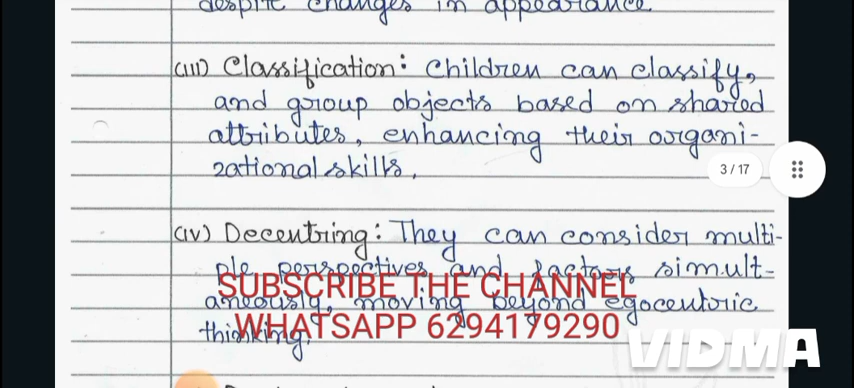 despite changes in appearance
(III) Classification: Children can classify,
and group objects based on shared
attributes, enhancing their organi-
zational skills.
3 / 17
(IV) Decentring: They can consider multi-
ple perspectives and factors simult-
SUBSCRIBE THE CHANNEL
aneously, moving beyond egocentric
thinking.
WHATSAPP 6294179290
VIDMA